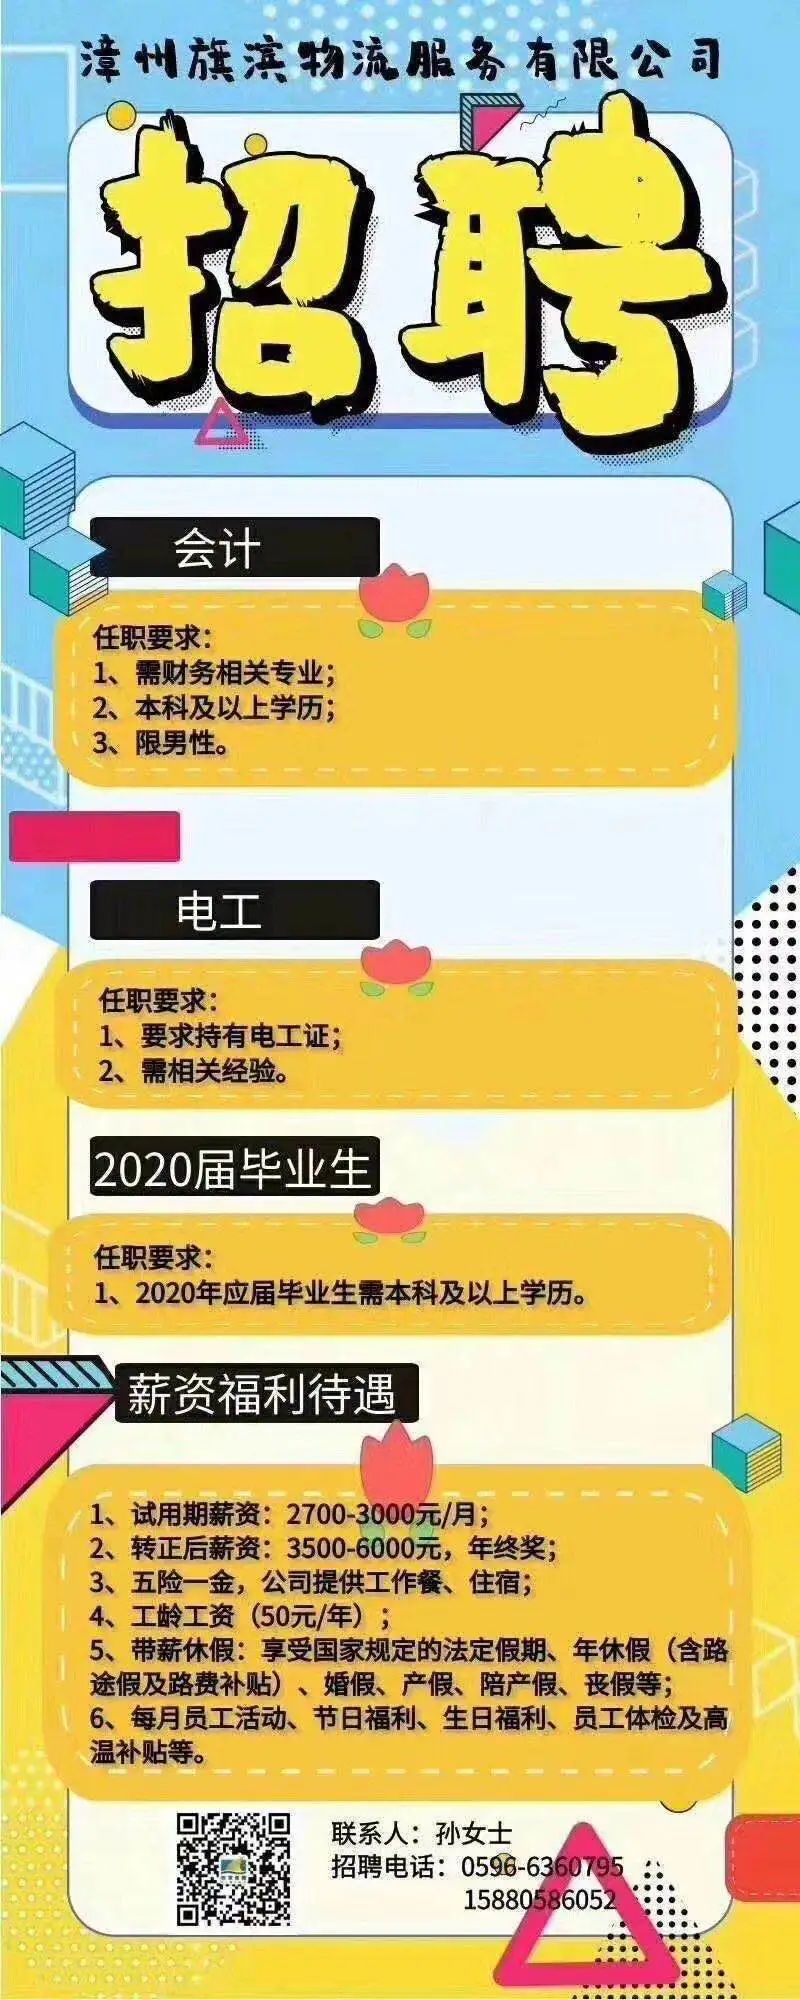 漳州旗滨物流服务有限公司
招聘
会计
任职要求：
1、需财务相关专业；
2、本科及以上学历；
3、限男性。
电工
任职要求：
1、要求持有电工证；
2、需相关经验。
2020届毕业生
任职要求：
1、2020年应届毕业生需本科及以上学历。
薪资福利待遇
1、试用期薪资：2700-3000元/月；
2、转正后薪资：3500-6000元，年终奖；
3、五险一金，公司提供工作餐、住宿；
4、工龄工资（50元/年）；
5、带薪休假：享受国家规定的法定假期、年休假（含路
途假及路费补贴）、婚假、产假、陪产假、丧假等；
6、每月员工活动、节日福利、生日福利、员工体检及高
温补贴等。
联系人：孙女士
招聘电话：0596-6360795
15880586052